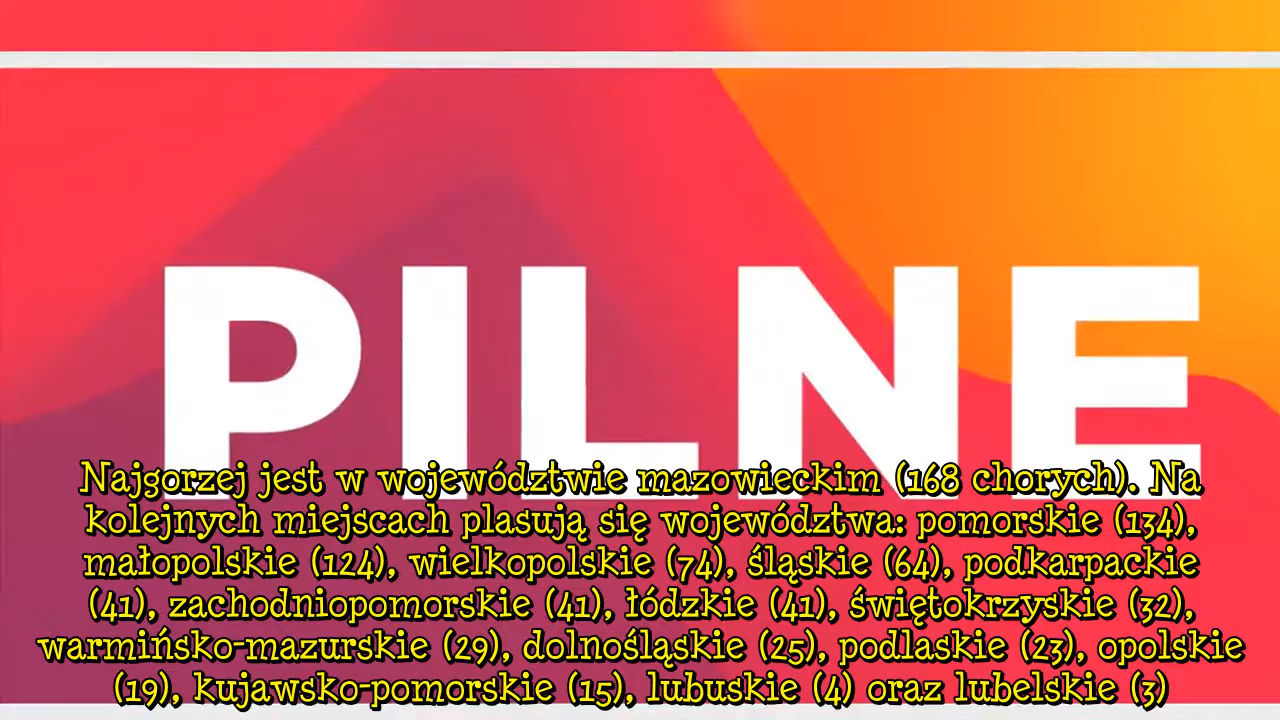 PILNE
Najgorzej jest w województwie mazowieckim (168 chorych). Na
kolejnych miejscach plasują się województwa: pomorskie (134),
małopolskie (124), wielkopolskie (74), śląskie (64), podkarpackie
(41), zachodniopomorskie (41), łódzkie (41), świętokrzyskie (32),
warmińsko-mazurskie (29), dolnośląskie (25), podlaskie (23), opolskie
(19), kujawsko-pomorskie (15), lubuskie (4) oraz lubelskie (3)